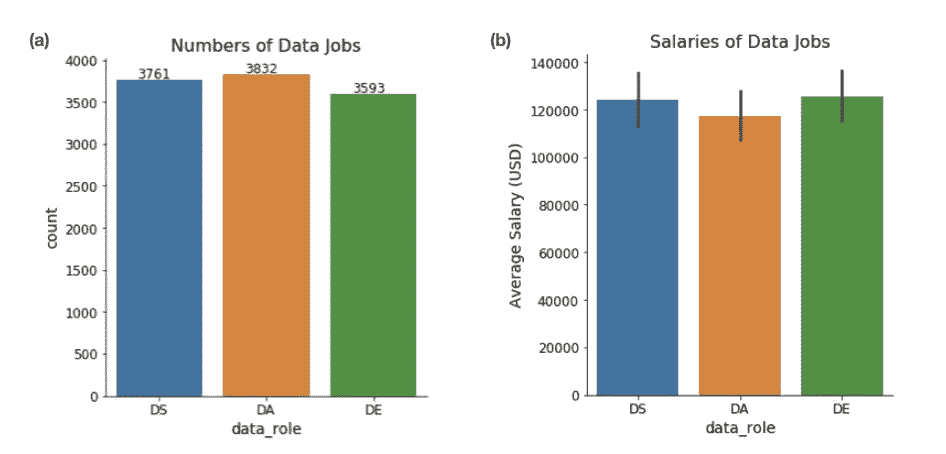 (a)
Numbers of Data Jobs
4000
3500
3000
2500
2000
1500
1000
500
0
count
3761
3832
3593
DS DA DE
data_role
(b)
Salaries of Data Jobs
140000
120000
100000
80000
60000
40000
20000
0
Average Salary (USD)
DS DA DE
data_role